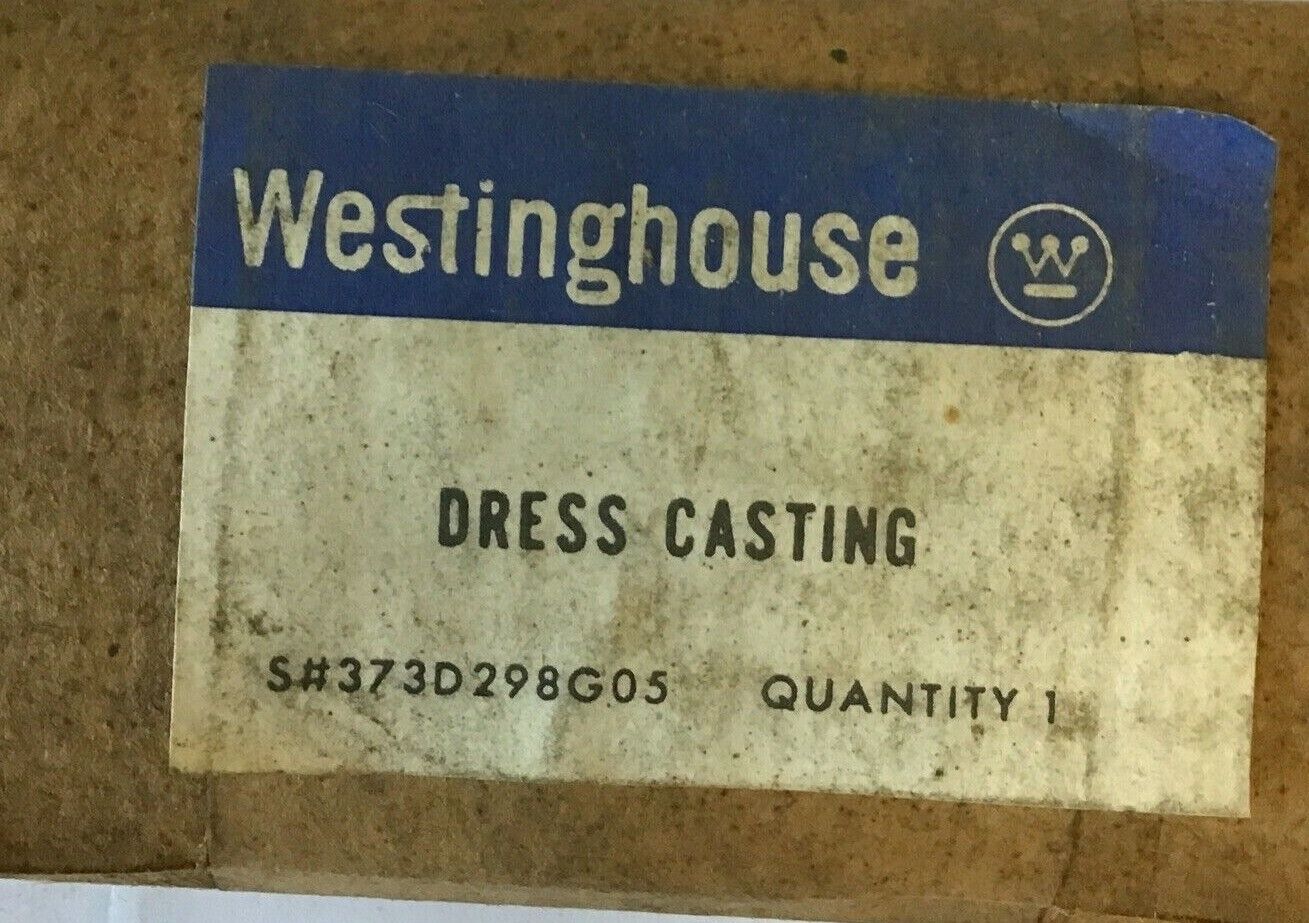 Westinghouse W
DRESS CASTING
S#373D298G05 QUANTITY 1